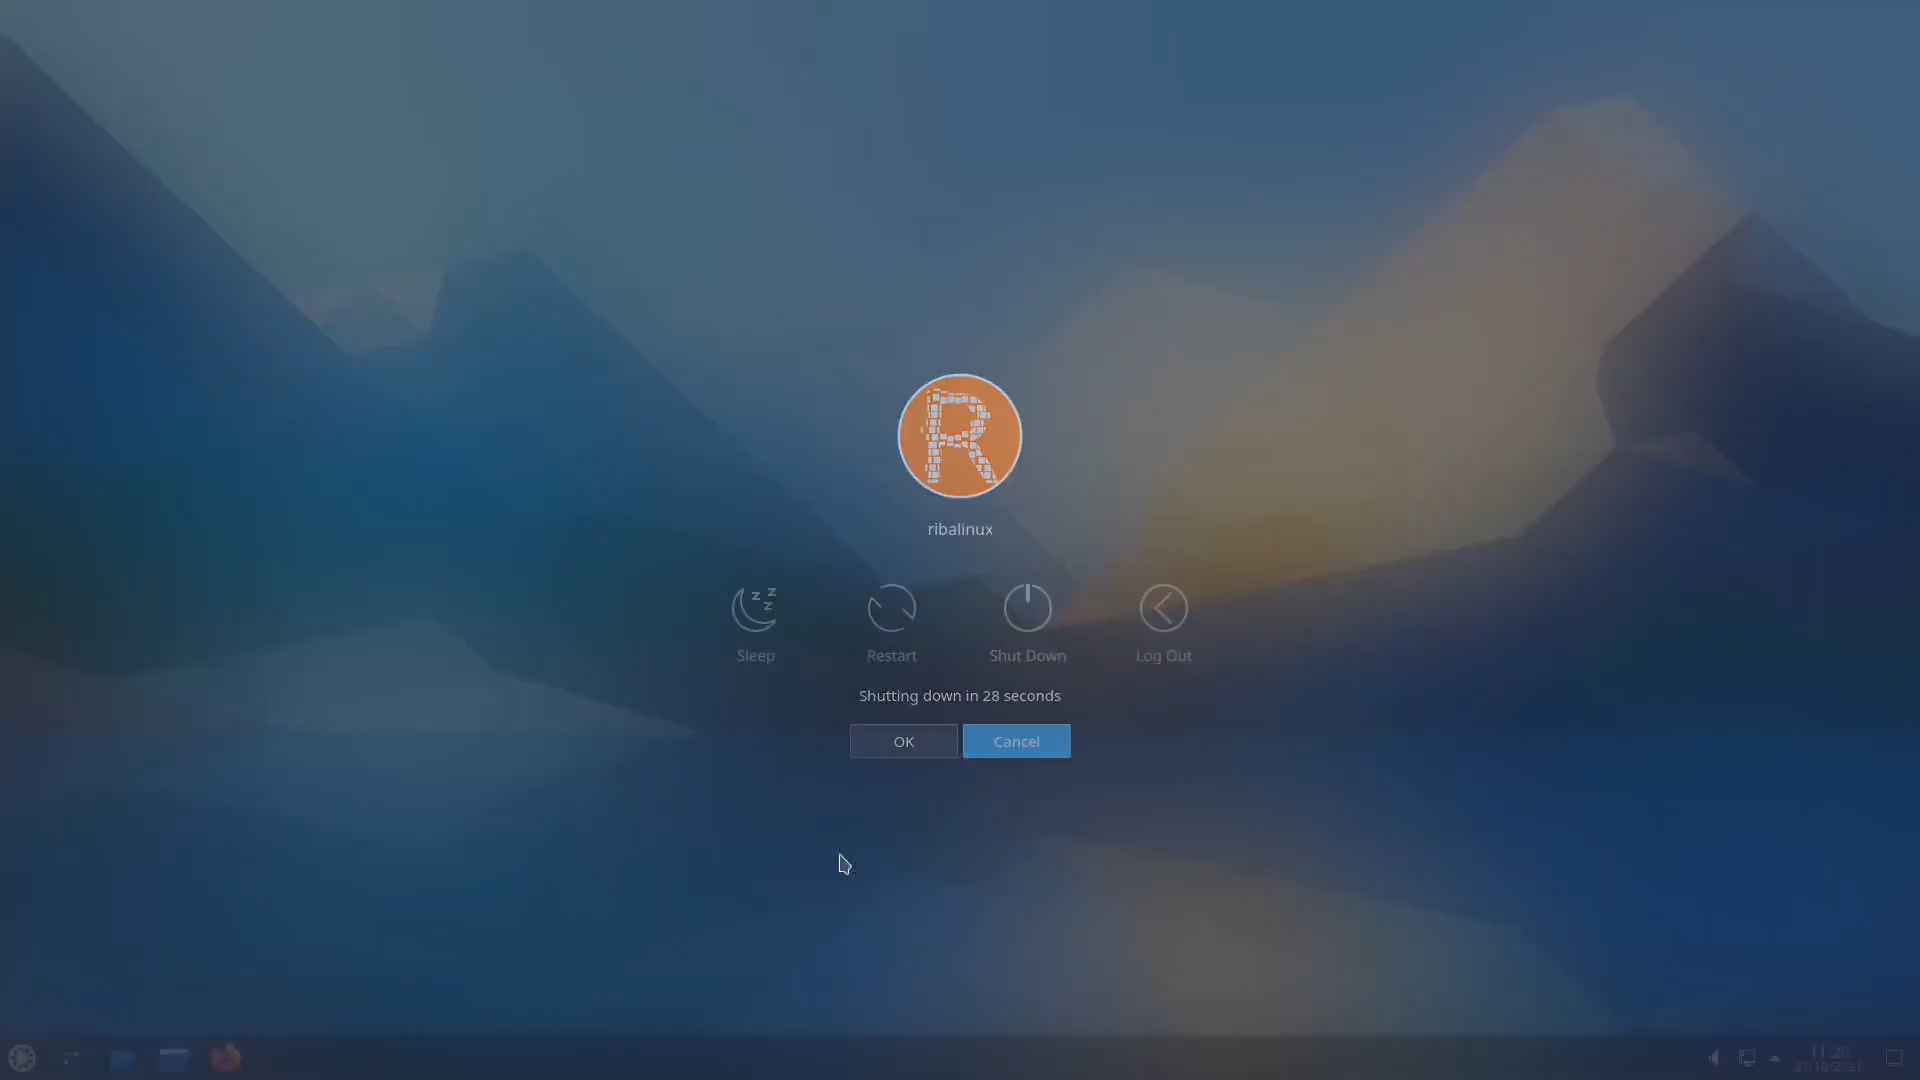 R
ribalinux
z z z
Sleep
Restart
Shut Down
Log Out
Shutting down in 28 seconds
OK
Cancel